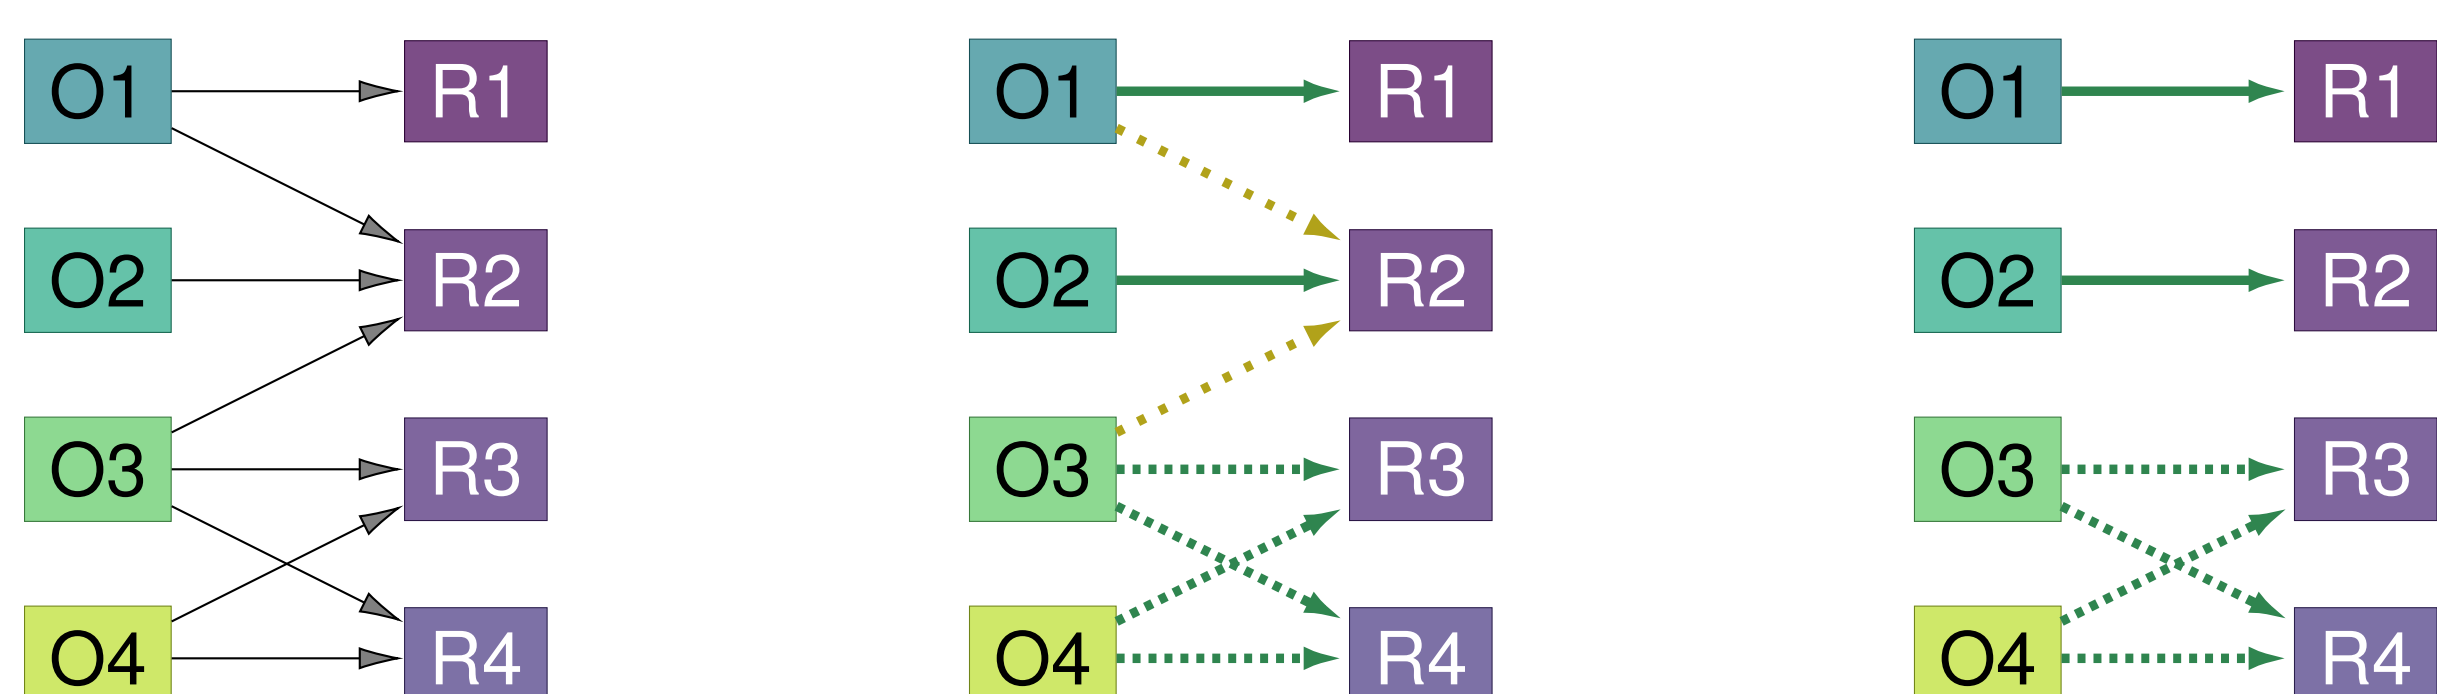 O1 R1 O1 R1 O1 R1
O2 R2 O2 R2 O2 R2
O3 R3 O3 R3 O3 R3
O4 R4 O4 R4 O4 R4